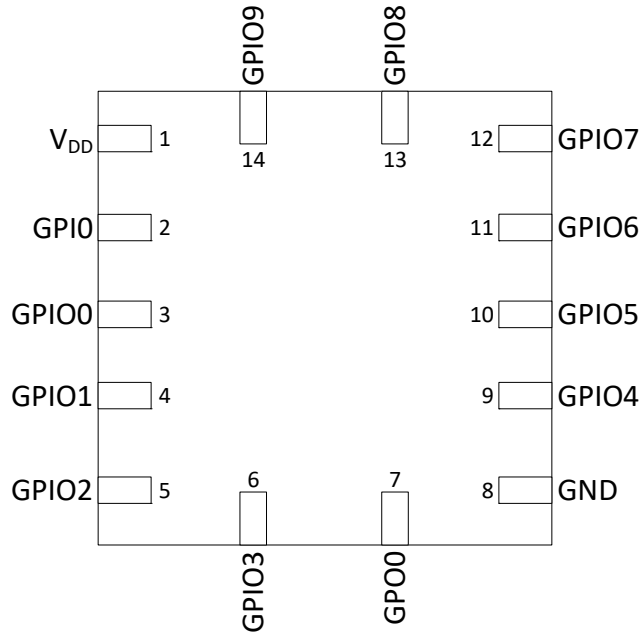 GPIO9
GPIO8
14
13
V_DD 1
12 GPIO7
GPI0 2
11 GPIO6
GPIO0 3
10 GPIO5
GPIO1 4
9 GPIO4
GPIO2 5
6
7
8 GND
GPIO3
GPO0